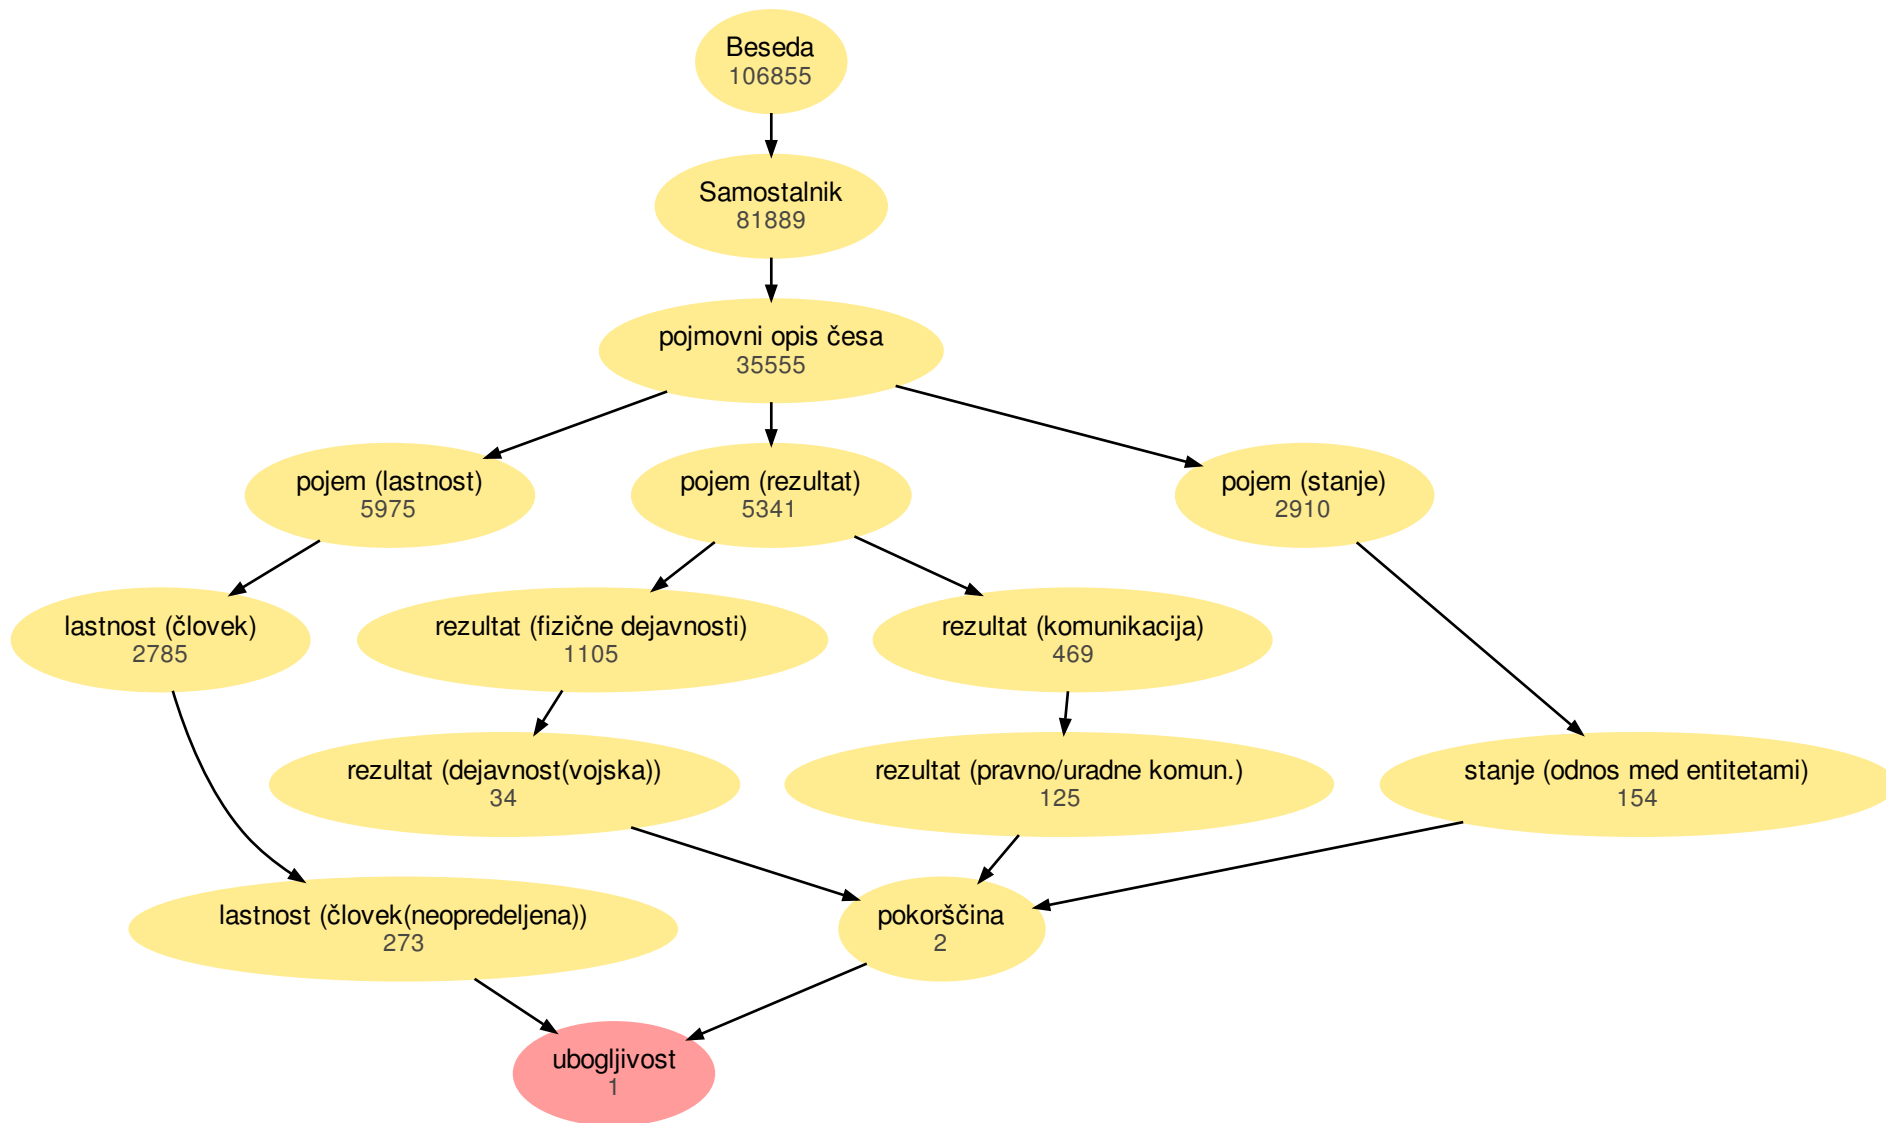 Beseda
106855
Samostalnik
81889
pojmovni opis česa
35555
pojem (lastnost)
5975
pojem (rezultat)
5341
pojem (stanje)
2910
lastnost (človek)
2785
rezultat (fizične dejavnosti)
1105
rezultat (komunikacija)
469
rezultat (dejavnost(vojska))
34
rezultat (pravno/uradne komun.)
125
stanje (odnos med entitetami)
154
lastnost (človek(neopredeljena))
273
pokorščina
2
ubogljivost
1